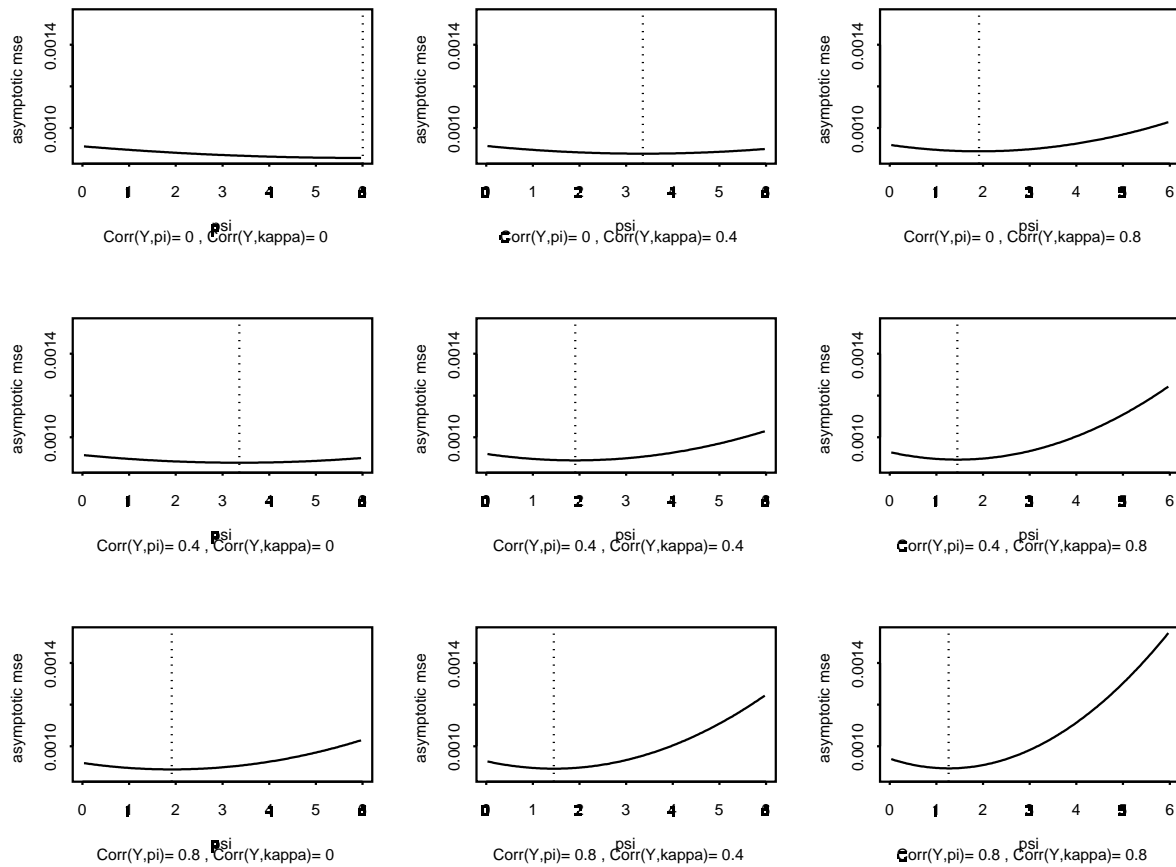 asymptotic mse
0.0010 0.0014
0 1 2 3 4 5 6
psi
Corr(Y,pi)= 0 , Corr(Y,kappa)= 0
asymptotic mse
0.0010 0.0014
0 1 2 3 4 5 6
psi
Corr(Y,pi)= 0 , Corr(Y,kappa)= 0.4
asymptotic mse
0.0010 0.0014
0 1 2 3 4 5 6
psi
Corr(Y,pi)= 0 , Corr(Y,kappa)= 0.8
asymptotic mse
0.0010 0.0014
0 1 2 3 4 5 6
psi
Corr(Y,pi)= 0.4 , Corr(Y,kappa)= 0
asymptotic mse
0.0010 0.0014
0 1 2 3 4 5 6
psi
Corr(Y,pi)= 0.4 , Corr(Y,kappa)= 0.4
asymptotic mse
0.0010 0.0014
0 1 2 3 4 5 6
psi
Corr(Y,pi)= 0.4 , Corr(Y,kappa)= 0.8
asymptotic mse
0.0010 0.0014
0 1 2 3 4 5 6
psi
Corr(Y,pi)= 0.8 , Corr(Y,kappa)= 0
asymptotic mse
0.0010 0.0014
0 1 2 3 4 5 6
psi
Corr(Y,pi)= 0.8 , Corr(Y,kappa)= 0.4
asymptotic mse
0.0010 0.0014
0 1 2 3 4 5 6
psi
Corr(Y,pi)= 0.8 , Corr(Y,kappa)= 0.8